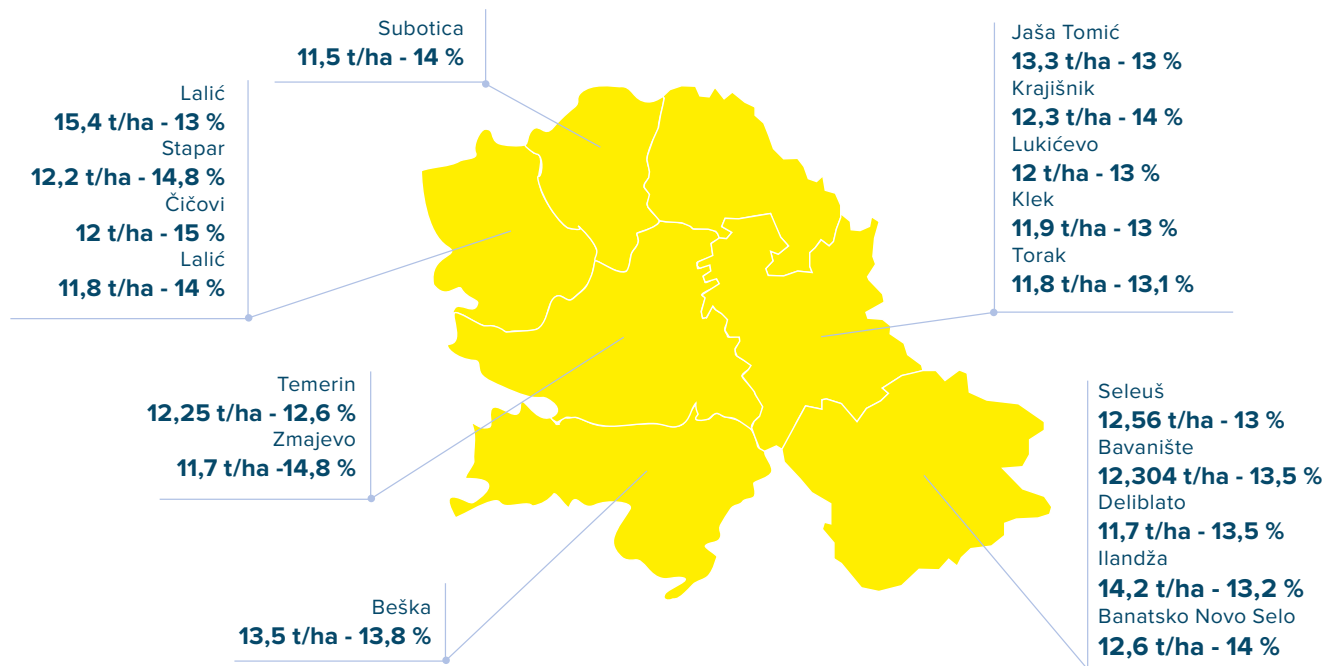 Subotica
11,5 t/ha - 14 %
Lalić
15,4 t/ha - 13 %
Stapar
12,2 t/ha - 14,8 %
Čičovi
12 t/ha - 15 %
Lalić
11,8 t/ha - 14 %
Temerin
12,25 t/ha - 12,6 %
Zmajevo
11,7 t/ha -14,8 %
Beška
13,5 t/ha - 13,8 %
Jaša Tomić
13,3 t/ha - 13 %
Krajišnik
12,3 t/ha - 14 %
Lukićevo
12 t/ha - 13 %
Klek
11,9 t/ha - 13 %
Torak
11,8 t/ha - 13,1 %
Seleuš
12,56 t/ha - 13 %
Bavanište
12,304 t/ha - 13,5 %
Deliblato
11,7 t/ha - 13,5 %
Ilandža
14,2 t/ha - 13,2 %
Banatsko Novo Selo
12,6 t/ha - 14 %